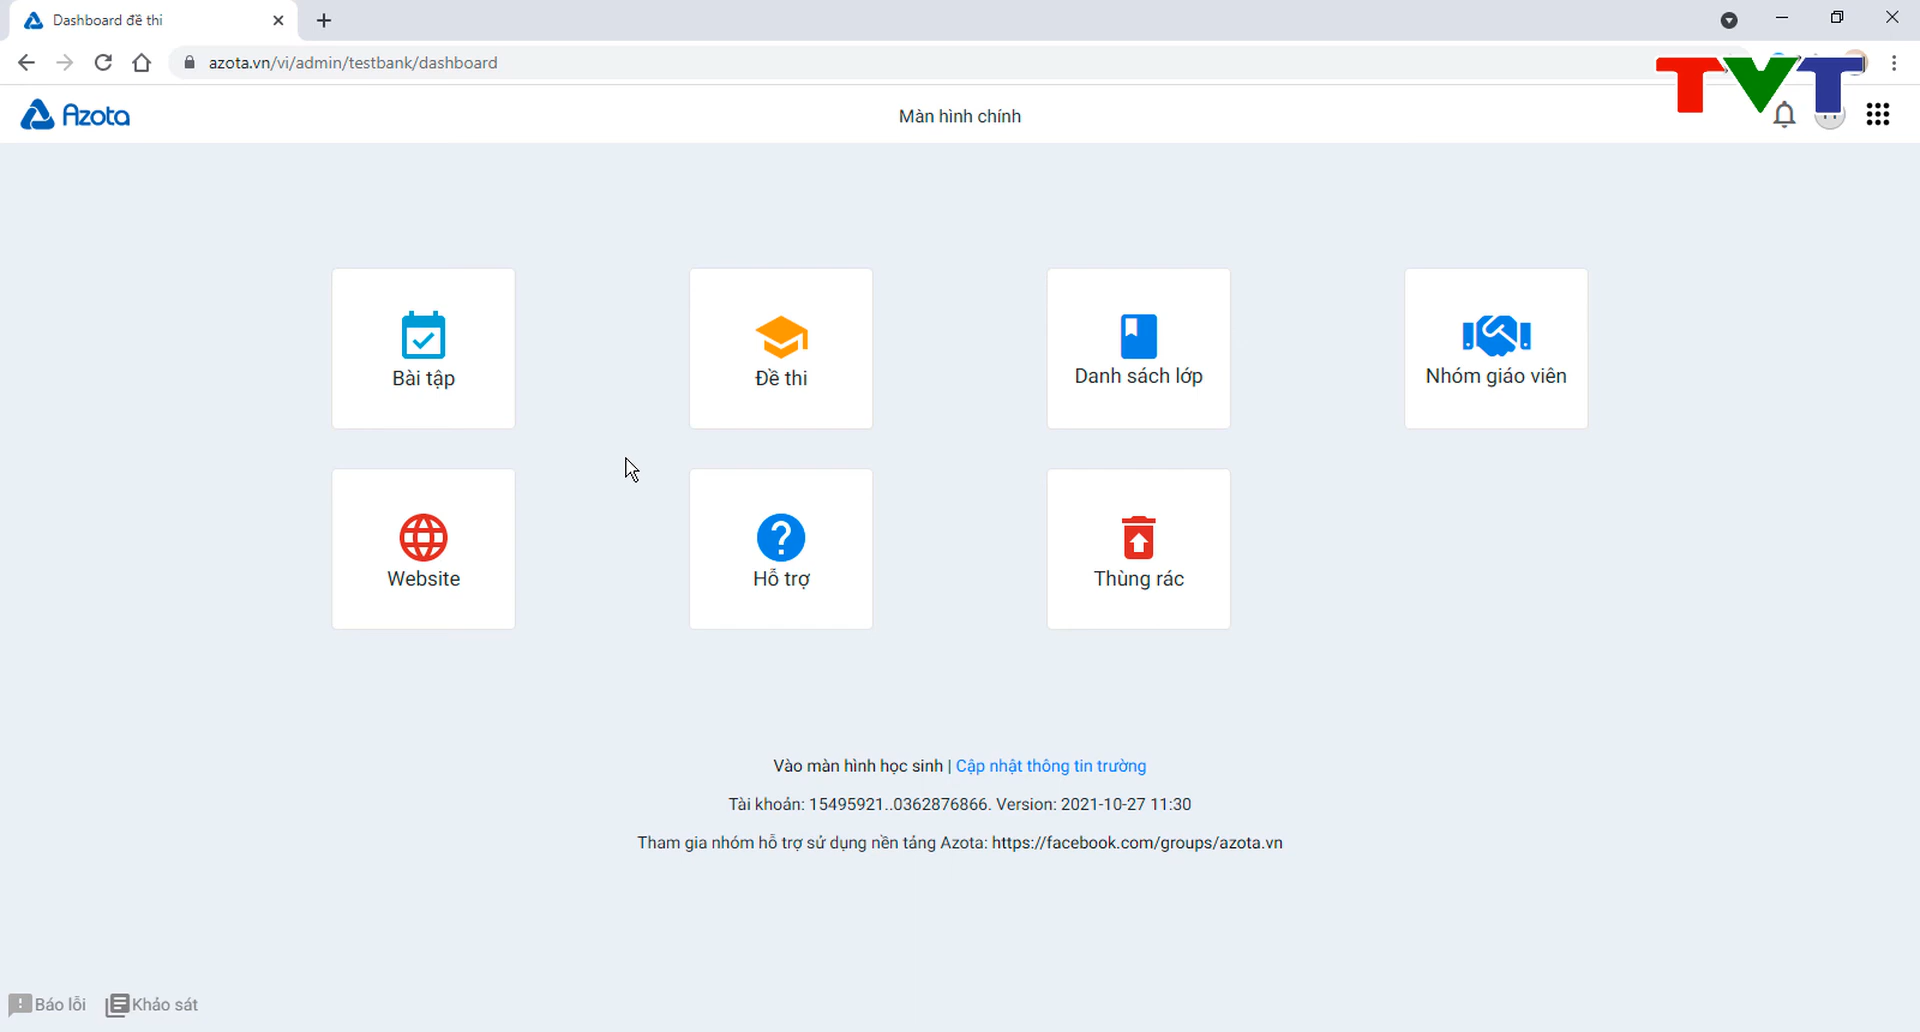 Dashboard đề thi
azota.vn/vi/admin/testbank/dashboard
TVT
Azota
Màn hình chính
Bài tập
Đề thi
Danh sách lớp
Nhóm giáo viên
Website
Hỗ trợ
Thùng rác
Vào màn hình học sinh | Cập nhật thông tin trường
Tài khoản: 15495921..0362876866. Version: 2021-10-27 11:30
Tham gia nhóm hỗ trợ sử dụng nền tảng Azota: https://facebook.com/groups/azota.vn
Báo lỗi
Khảo sát